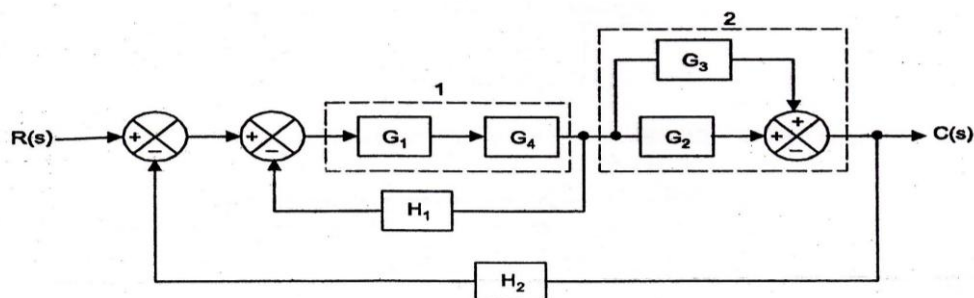 2
G₃
1
R(s) + − + − G₁ G₄ G₂ + + − C(s)
H₁
H₂